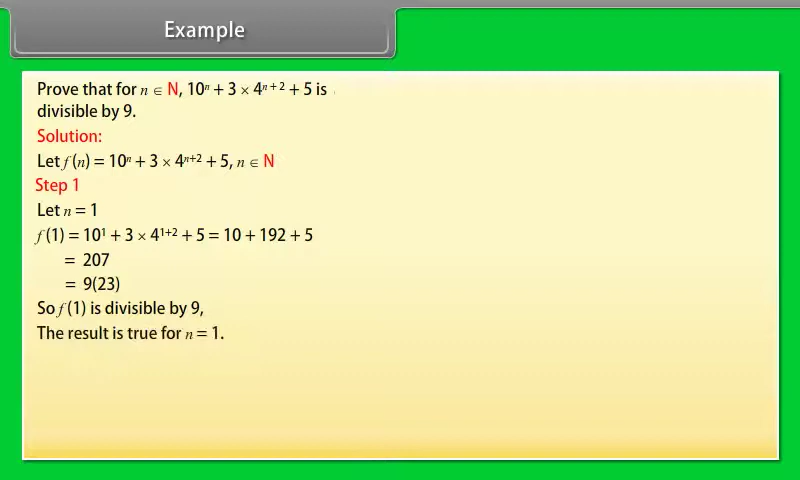 Example
Prove that for n ∈ N, 10ⁿ + 3 × 4ⁿ⁺² + 5 is
divisible by 9.
Solution:
Let f (n) = 10ⁿ + 3 × 4ⁿ⁺² + 5, n ∈ N
Step 1
Let n = 1
f (1) = 10¹ + 3 × 4¹⁺² + 5 = 10 + 192 + 5
= 207
= 9(23)
So f (1) is divisible by 9,
The result is true for n = 1.